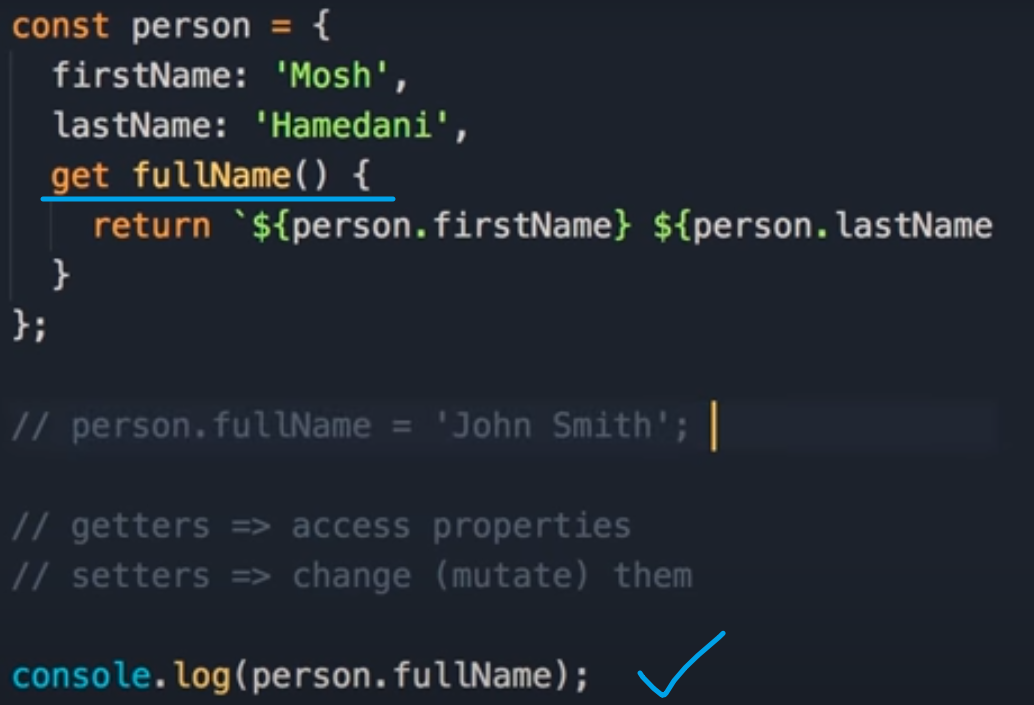 const person = {
  firstName: 'Mosh',
  lastName: 'Hamedani',
  get fullName() {
    return `${person.firstName} ${person.lastName
  }
};
// person.fullName = 'John Smith';
// getters => access properties
// setters => change (mutate) them
console.log(person.fullName);